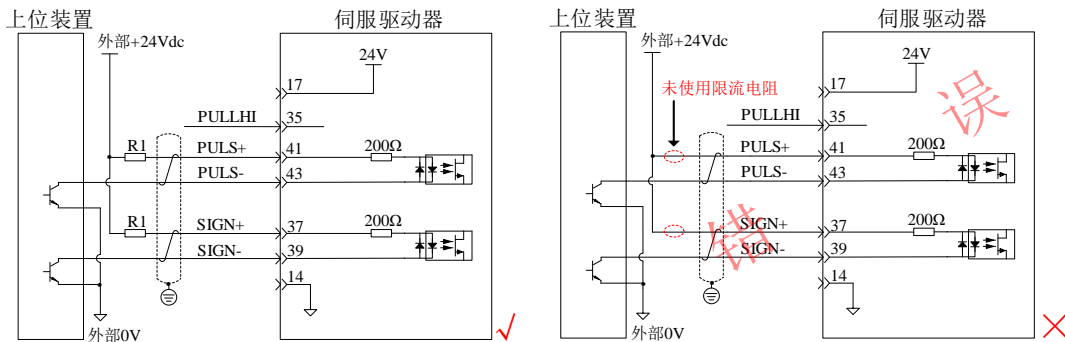 上位装置
伺服驱动器
外部+24Vdc
24V
17
PULLHI
35
R1
PULS+
41
200Ω
PULS-
43
R1
SIGN+
37
200Ω
SIGN-
39
14
外部0V
√
上位装置
伺服驱动器
外部+24Vdc
24V
17
未使用限流电阻
PULLHI
35
PULS+
41
200Ω
PULS-
43
SIGN+
37
200Ω
SIGN-
39
14
外部0V
错
误
×